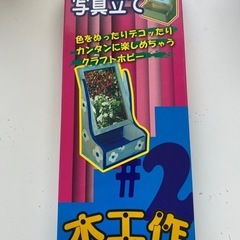 写真立て
色をぬったりデコッたり
カンタンに楽しめちゃう
クラフトホビー
#2
木工作